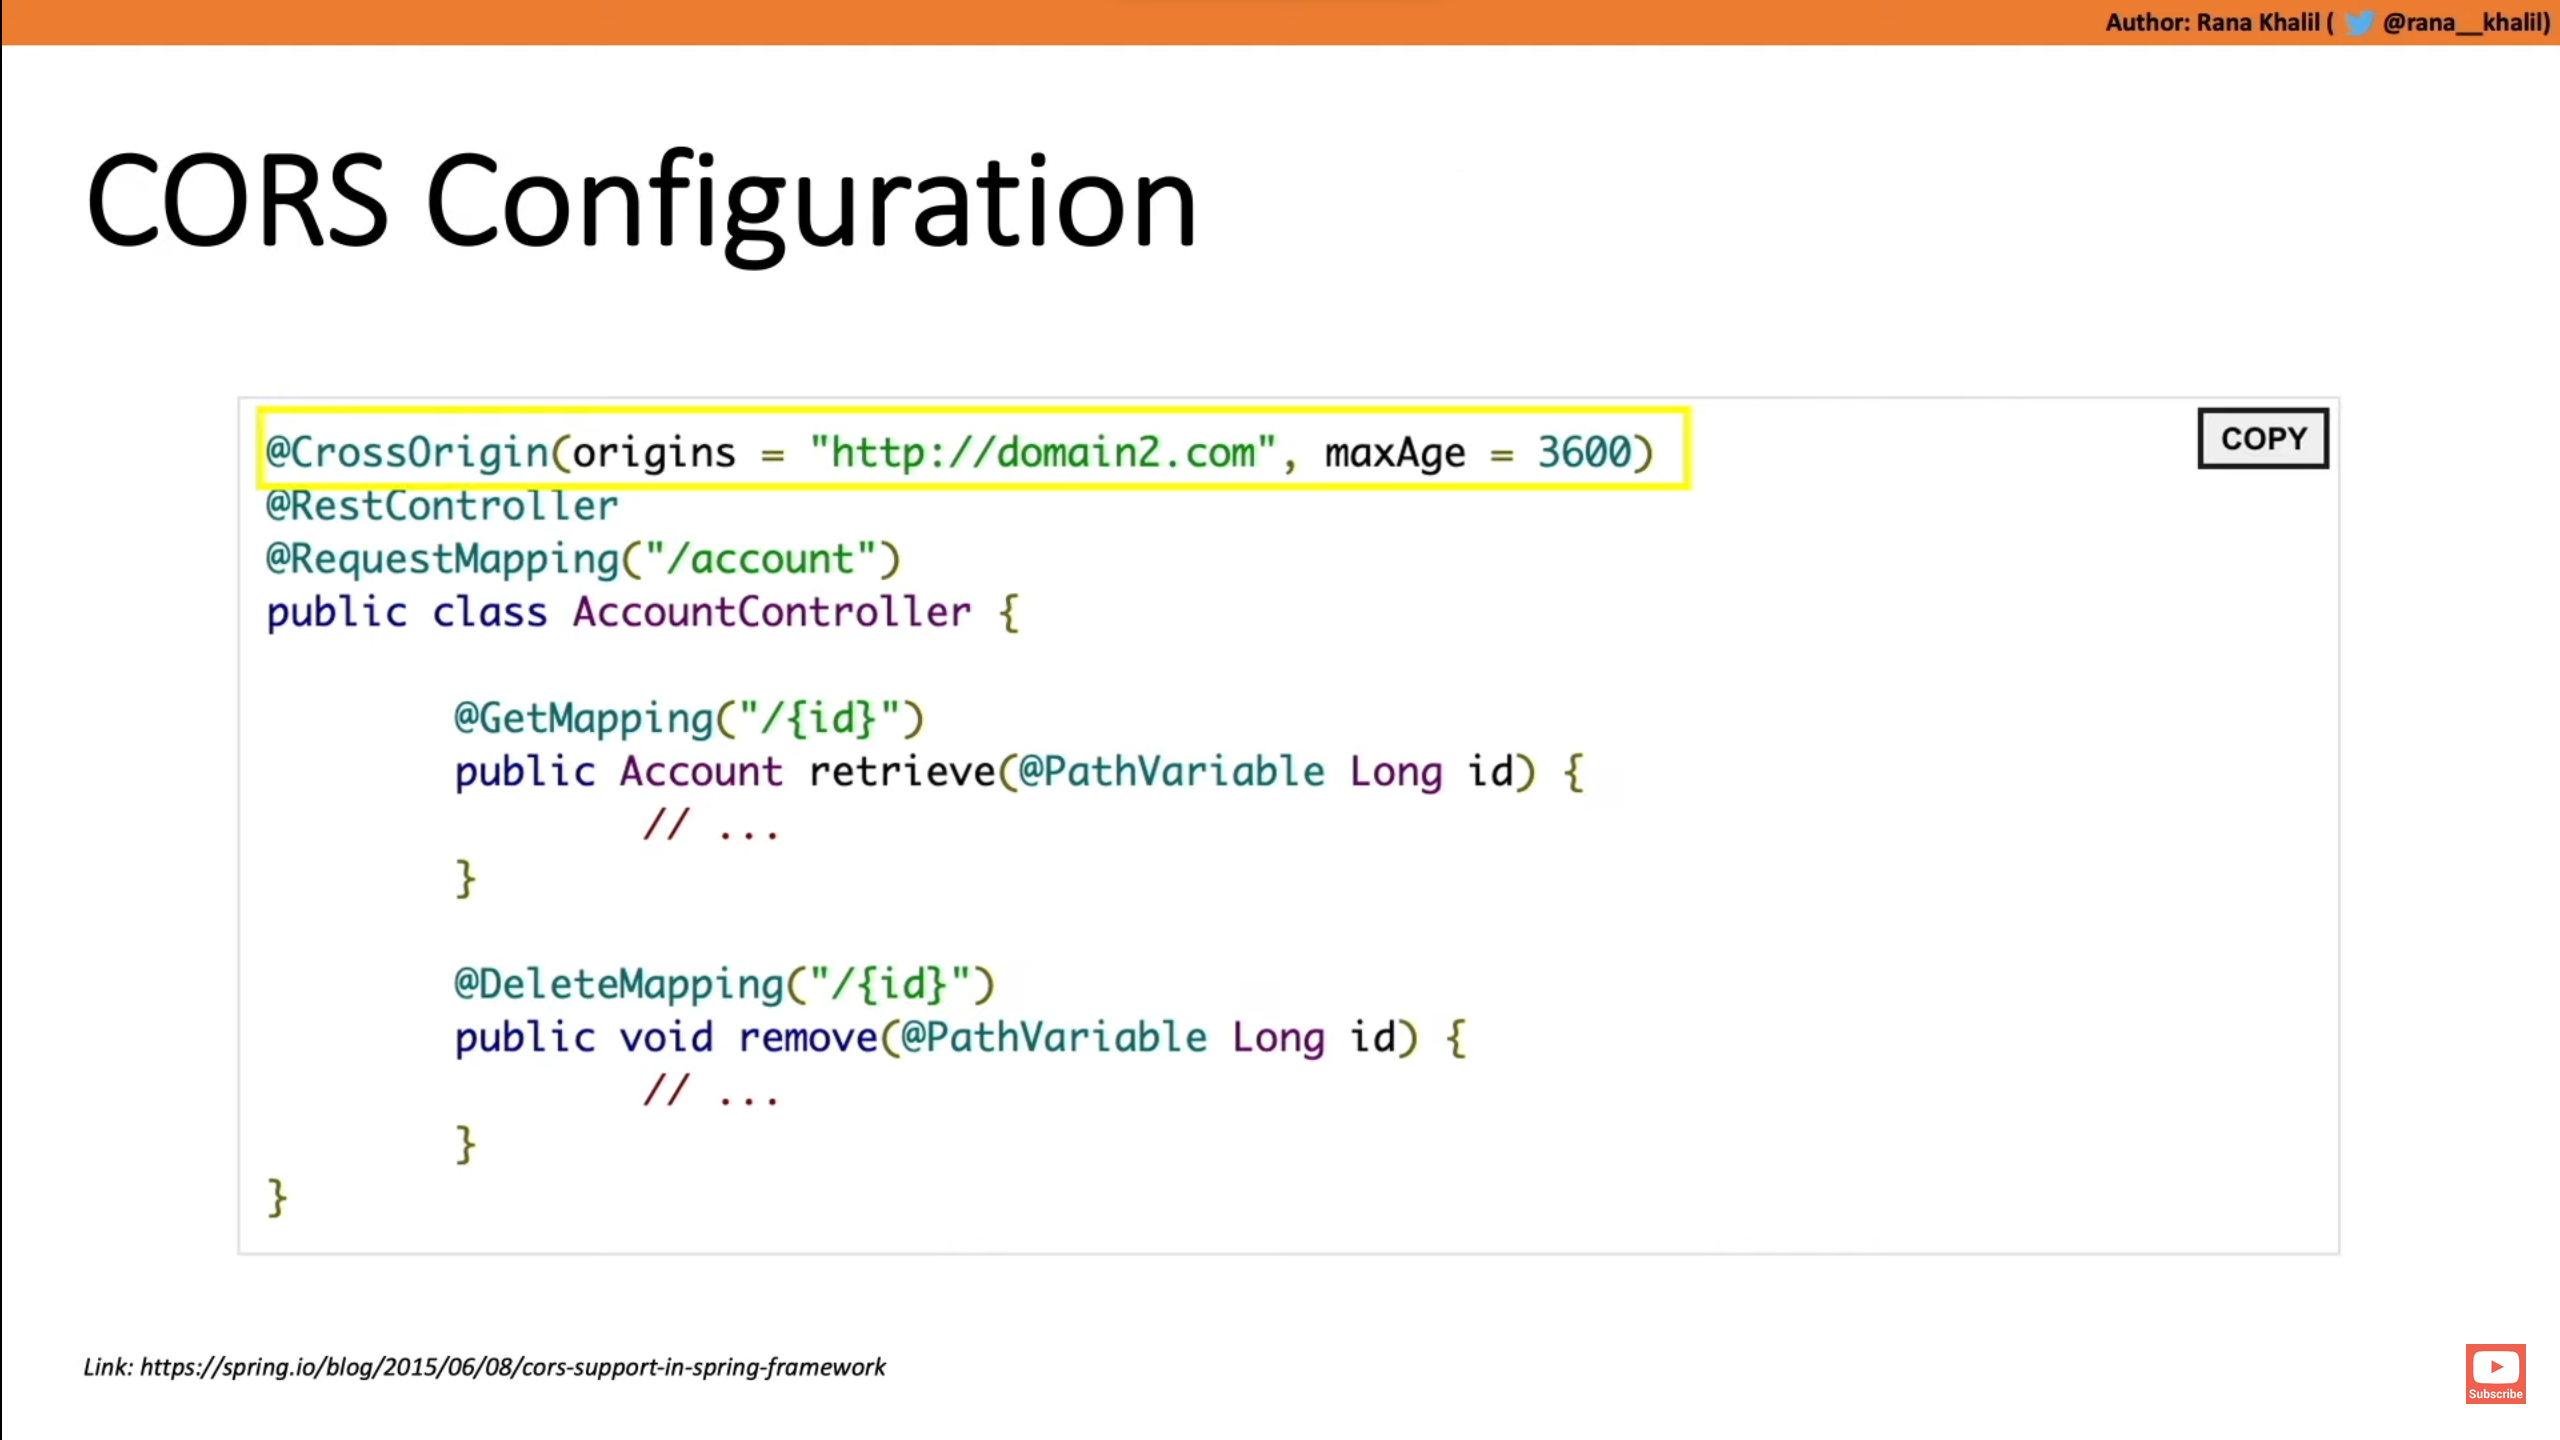 Author: Rana Khalil ( @rana__khalil)
CORS Configuration
@CrossOrigin(origins = "http://domain2.com", maxAge = 3600)
COPY
@RestController
@RequestMapping("/account")
public class AccountController {
@GetMapping("/{id}")
public Account retrieve(@PathVariable Long id) {
// ...
}
@DeleteMapping("/{id}")
public void remove(@PathVariable Long id) {
// ...
}
}
Link: https://spring.io/blog/2015/06/08/cors-support-in-spring-framework
Subscribe